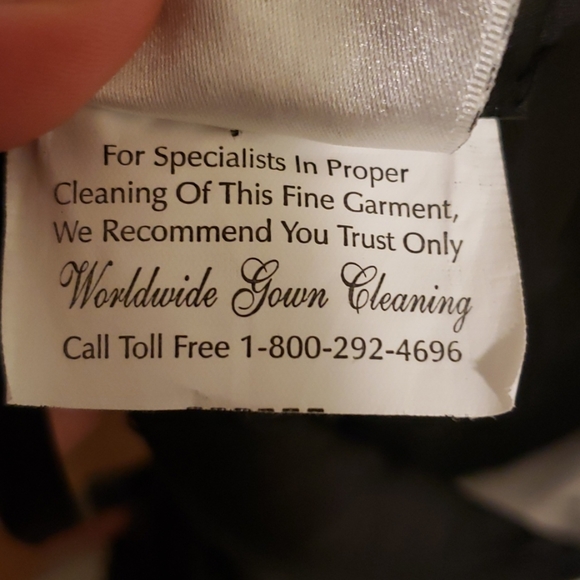 For Specialists In Proper
Cleaning Of This Fine Garment,
We Recommend You Trust Only
Worldwide Gown Cleaning
Call Toll Free 1-800-292-4696